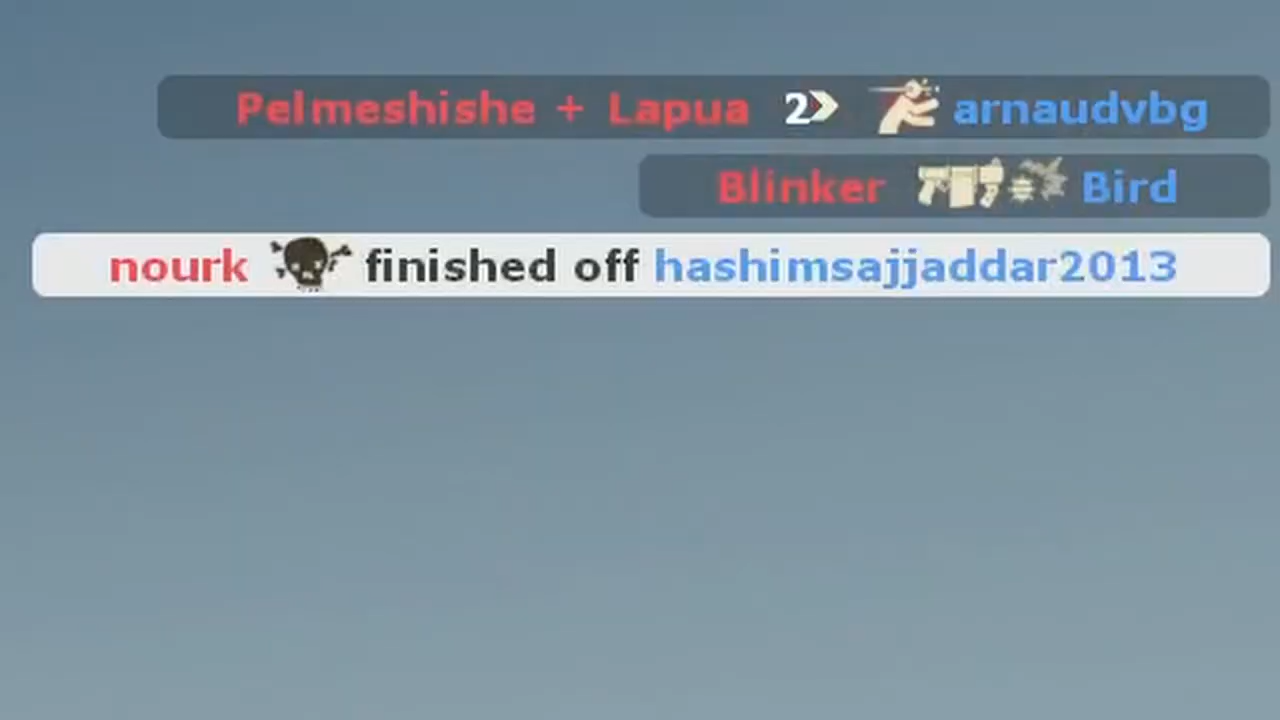 Pelmeshishe + Lapua 2 arnaudvbg
Blinker Bird
nourk finished off hashimsajjaddar2013